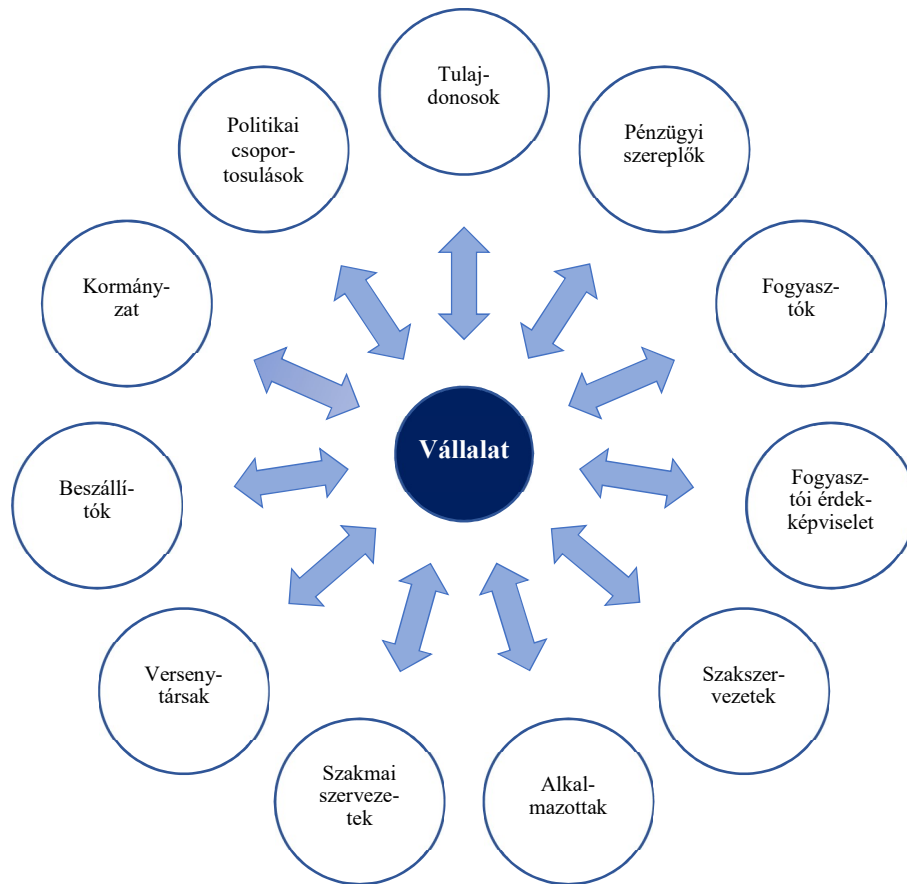 Tulaj-
donosok
Pénzügyi
szereplők
Fogyasz-
tók
Fogyasz-
tói érdek-
képviselet
Szakszer-
vezetek
Alkal-
mazottak
Szakmai
szerveze-
tek
Verseny-
társak
Beszállí-
tók
Kormány-
zat
Politikai
csopor-
tosulások
Vállalat